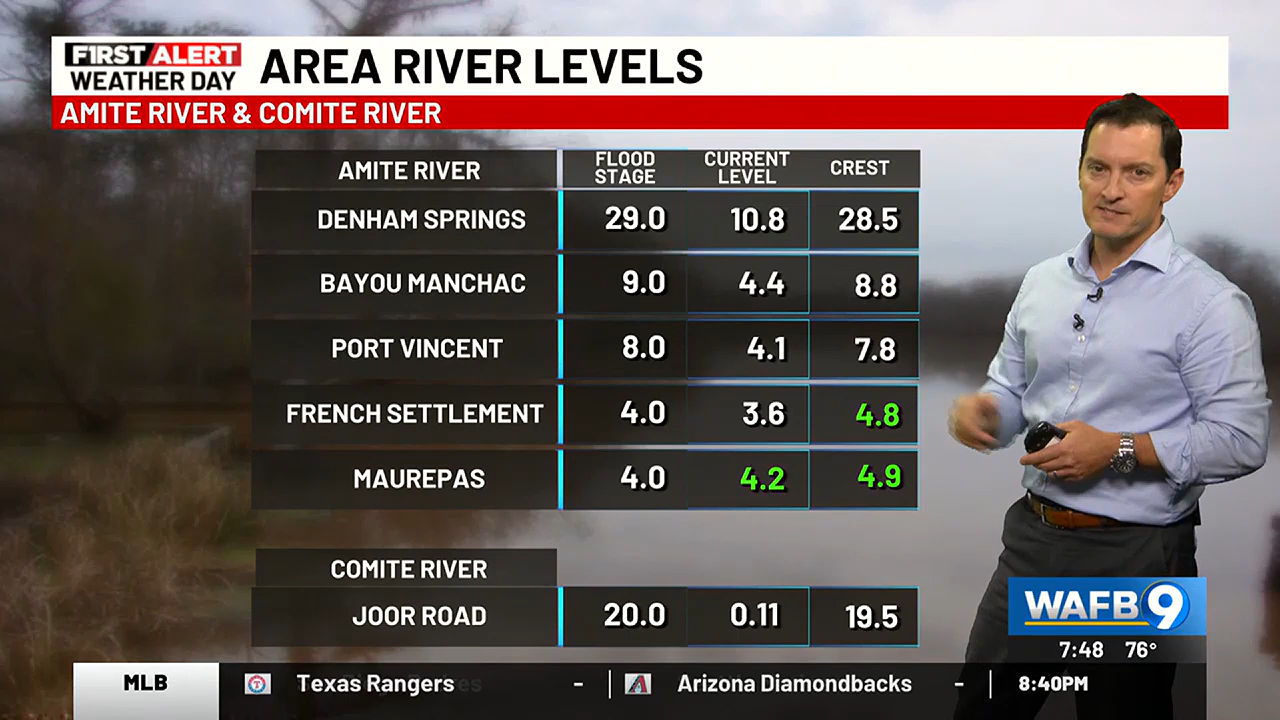 FIRST ALERT
WEATHER DAY
AREA RIVER LEVELS
AMITE RIVER & COMITE RIVER
AMITE RIVER FLOOD STAGE CURRENT LEVEL CREST
DENHAM SPRINGS 29.0 10.8 28.5
BAYOU MANCHAC 9.0 4.4 8.8
PORT VINCENT 8.0 4.1 7.8
FRENCH SETTLEMENT 4.0 3.6 4.8
MAUREPAS 4.0 4.2 4.9
COMITE RIVER
JOOR ROAD 20.0 0.11 19.5
WAFB 9
7:48 76°
MLB Texas Rangers - Arizona Diamondbacks - 8:40PM